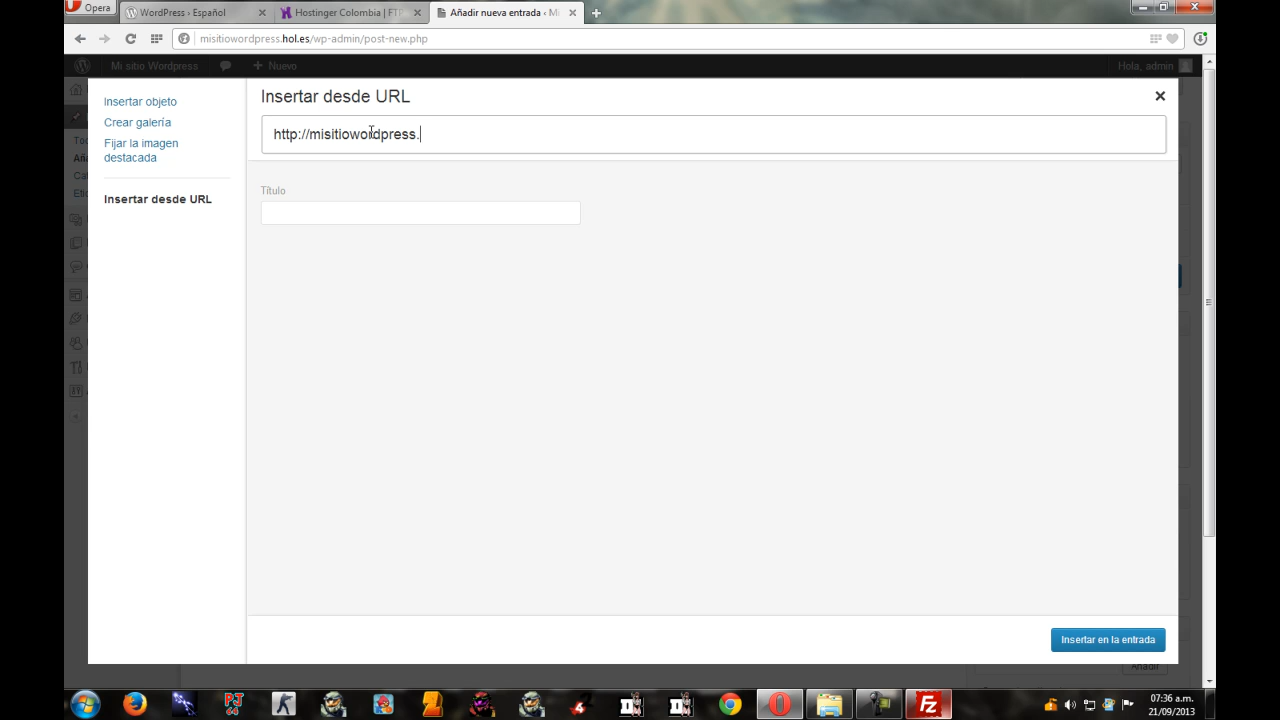 Opera
WordPress › Español
Hostinger Colombia | FTP
Añadir nueva entrada ‹ Mi
misitiowordpress.hol.es/wp-admin/post-new.php
Mi sitio Wordpress
Nuevo
Hola, admin
Insertar objeto
Crear galería
Fijar la imagen
destacada
Insertar desde URL
Insertar desde URL
http://misitiowordpress.
Título
Insertar en la entrada
Añadir
07:36 a.m.
21/09/2013